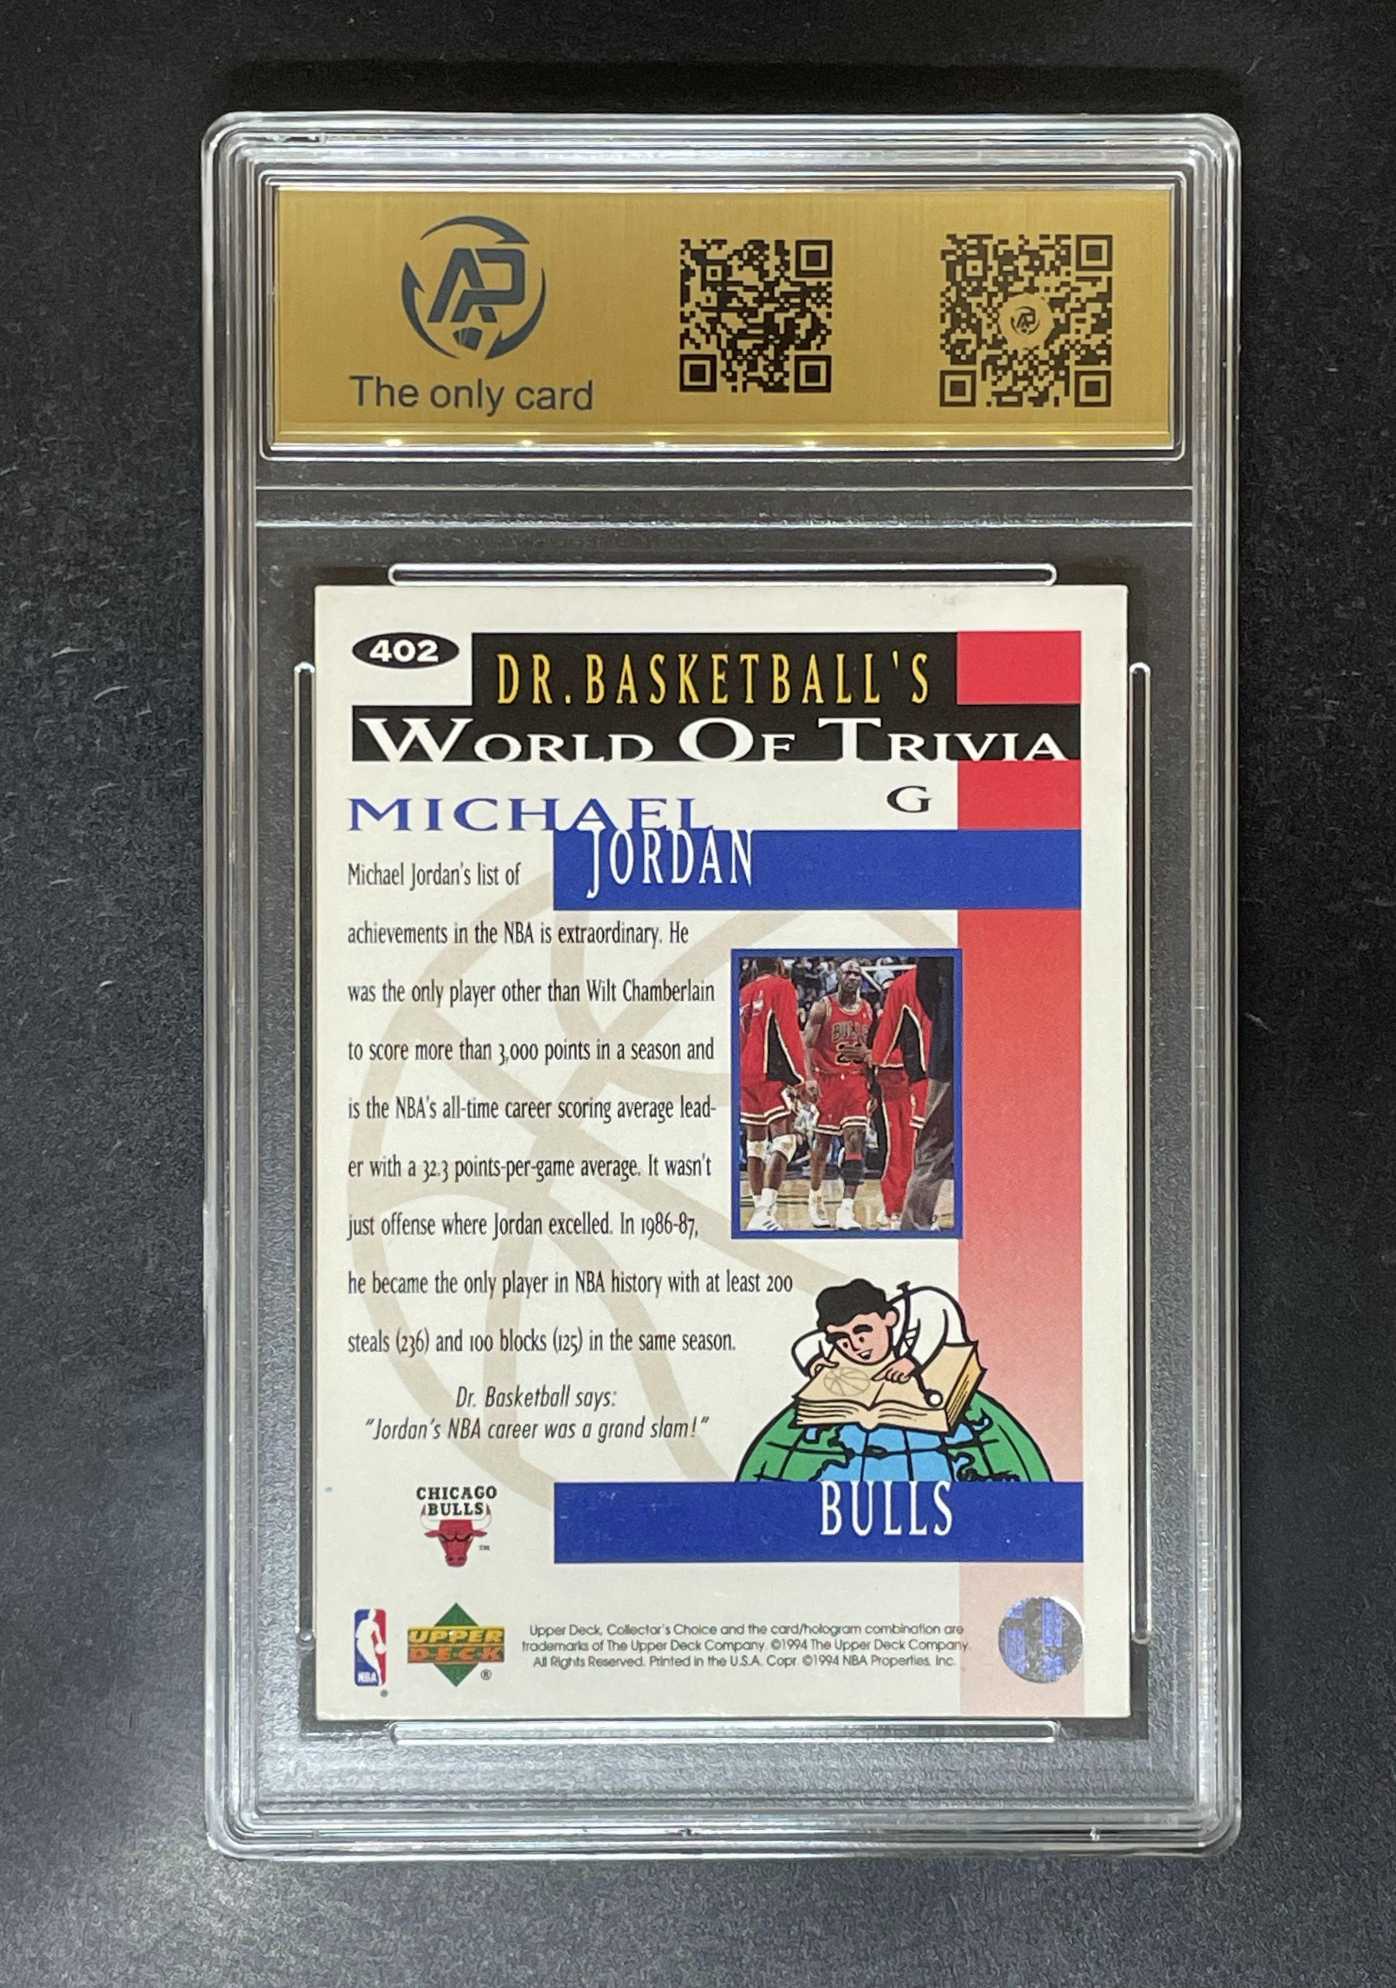 AP
The only card
402
DR.BASKETBALL'S
WORLD OF TRIVIA
MICHAEL
G
JORDAN
Michael Jordan's list of
achievements in the NBA is extraordinary. He
was the only player other than Wilt Chamberlain
to score more than 3,000 points in a season and
is the NBA's all-time career scoring average lead-
er with a 32.3 points-per-game average. It wasn't
just offense where Jordan excelled. In 1986-87,
he became the only player in NBA history with at least 200
steals (236) and 100 blocks (125) in the same season.
Dr. Basketball says:
"Jordan's NBA career was a grand slam!"
BULLS
CHICAGO
BULLS
TM
BULLS
NBA
®
UPPER
DECK
®
Upper Deck, Collector's Choice and the card/hologram combination are
trademarks of The Upper Deck Company. ©1994 The Upper Deck Company.
All Rights Reserved. Printed in the U.S.A. Copr. ©1994 NBA Properties, Inc.